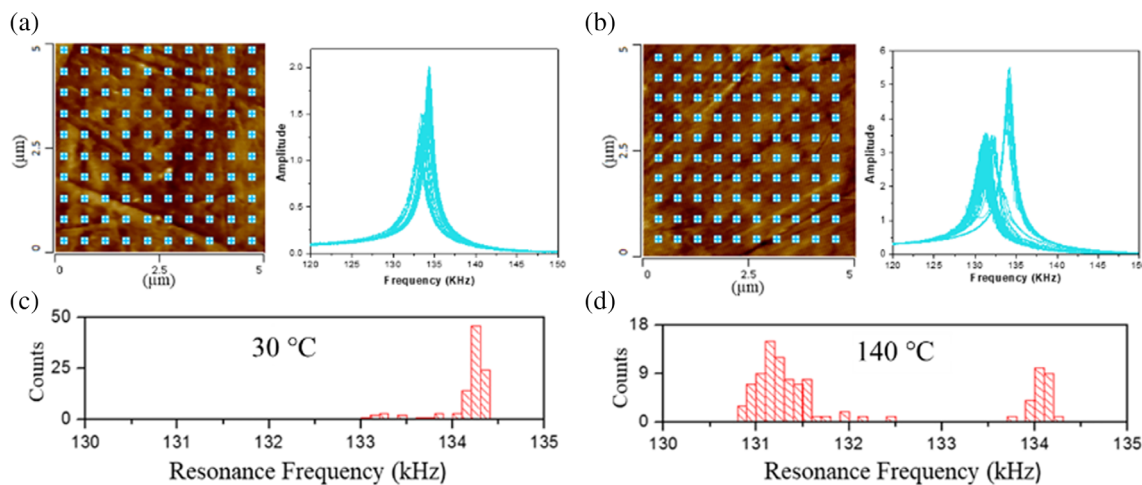 (a)
(b)
5
2.5
0
(µm)
0
2.5
5
(µm)
2.0
1.5
1.0
0.5
0.0
Amplitude
120 125 130 135 140 145 150
Frequency (KHz)
5
2.5
0
(µm)
0
2.5
5
(µm)
6
5
4
3
2
1
0
Amplitude
120 125 130 135 140 145 150
Frequency (KHz)
(c)
(d)
50
25
0
Counts
30 °C
130 131 132 133 134 135
Resonance Frequency (kHz)
18
9
0
Counts
140 °C
130 131 132 133 134 135
Resonance Frequency (kHz)